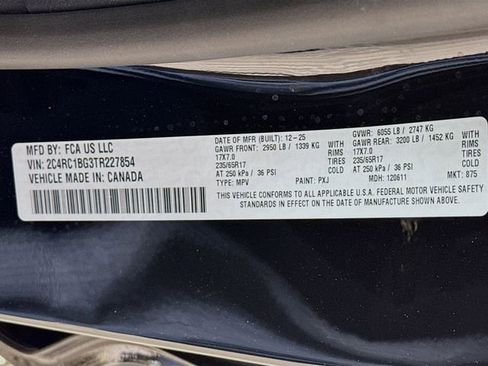 MFD BY: FCA US LLC
VIN: 2C4RC1BG3TR227854
VEHICLE MADE IN: CANADA
DATE OF MFR (BUILT): 12-25
GAWR FRONT: 2950 LB / 1339 KG WITH
17X7.0 RIMS
235/65R17 TIRES
AT 250 kPa / 36 PSI COLD
TYPE: MPV
GVWR: 6055 LB / 2747 KG
GAWR REAR: 3200 LB / 1452 KG WITH
17X7.0 RIMS
235/65R17 TIRES
AT 250 kPa / 36 PSI COLD
PAINT: PXJ MDH: 120611 MKT: 875
THIS VEHICLE CONFORMS TO ALL APPLICABLE U.S.A. FEDERAL MOTOR VEHICLE SAFETY
STANDARDS IN EFFECT ON THE DATE OF MANUFACTURE SHOWN ABOVE.